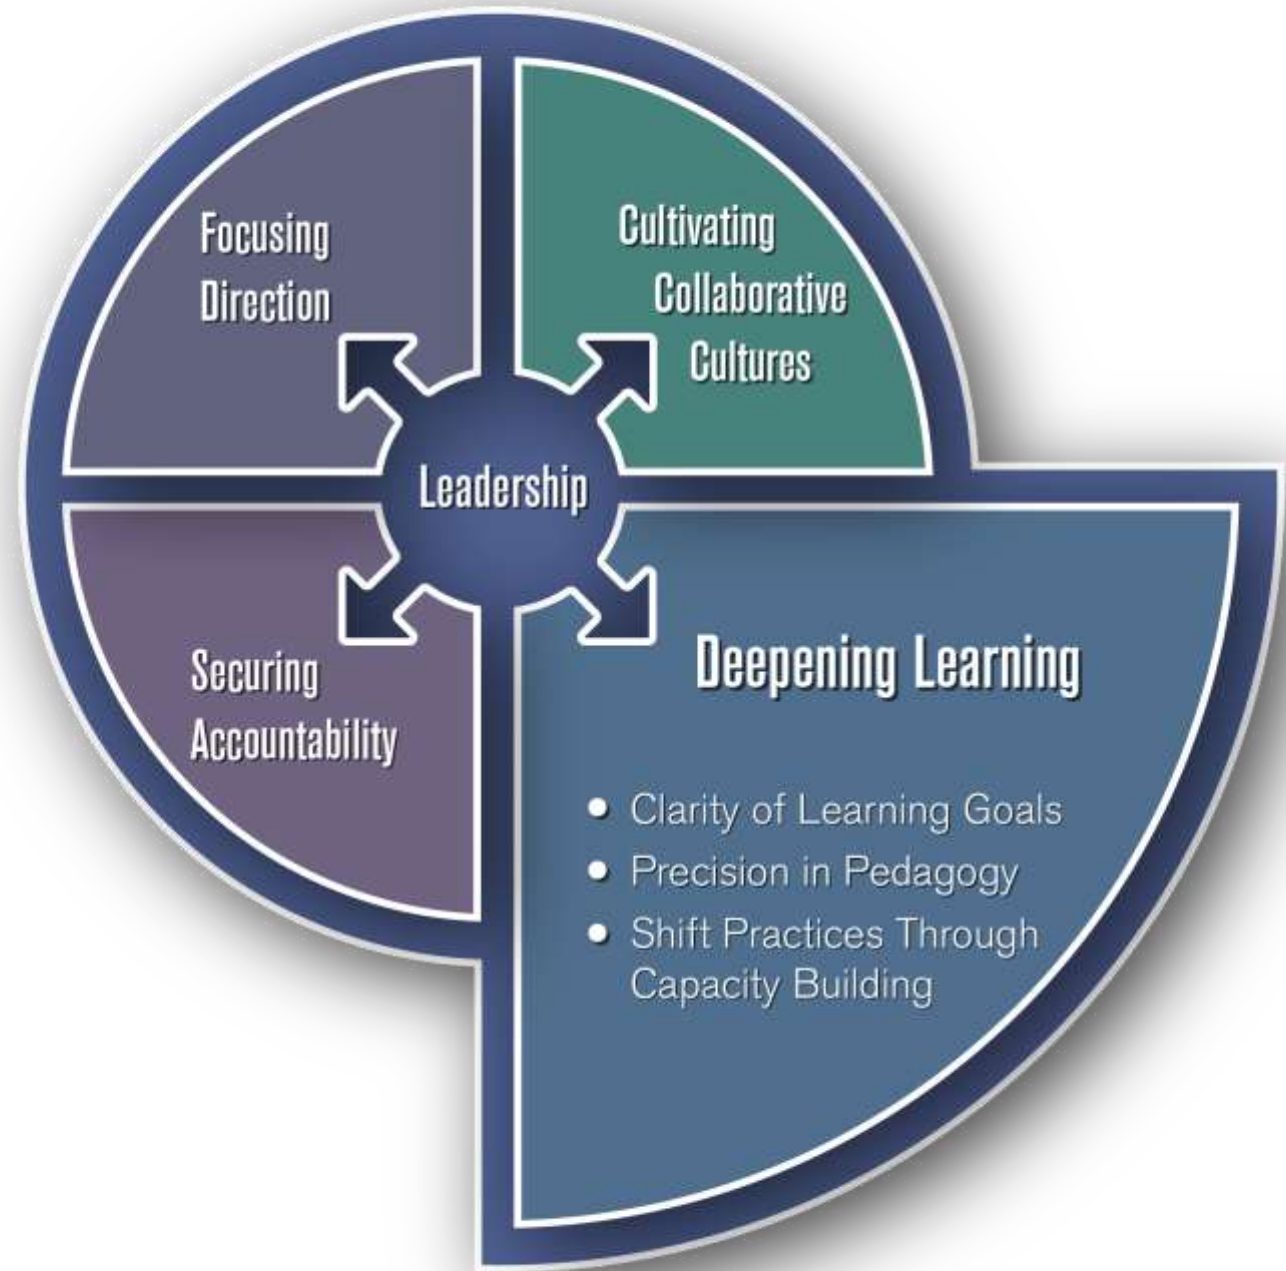 Focusing
Direction
Cultivating
Collaborative
Cultures
Leadership
Securing
Accountability
Deepening Learning
• Clarity of Learning Goals
• Precision in Pedagogy
• Shift Practices Through
Capacity Building